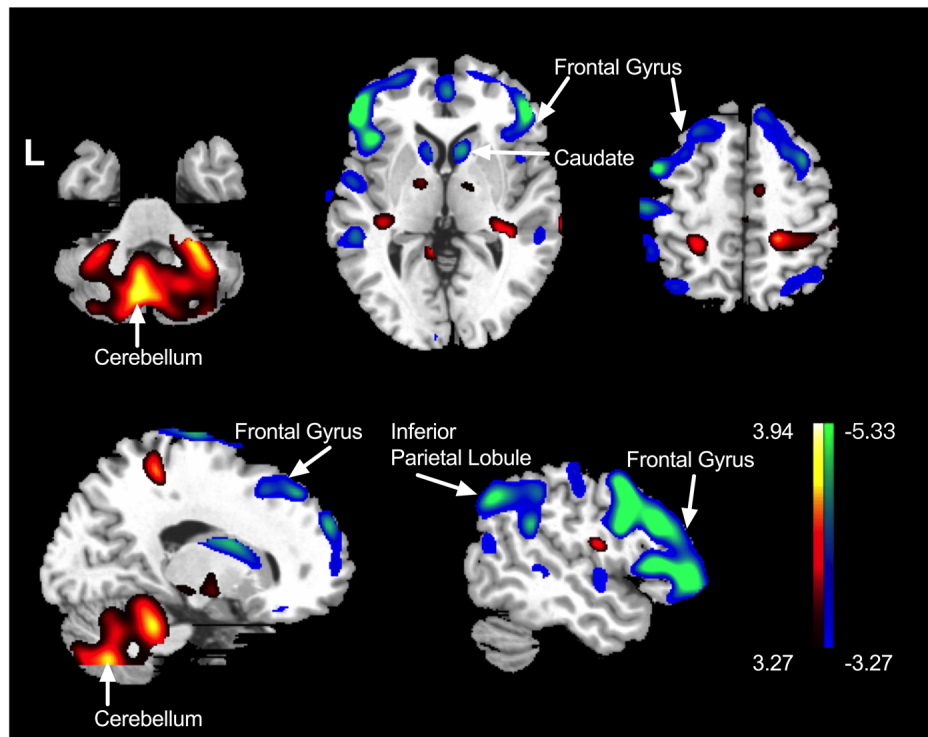 Frontal Gyrus
L
Caudate
Cerebellum
Frontal Gyrus
Inferior
Parietal Lobule
Frontal Gyrus
3.94 -5.33
3.27 -3.27
Cerebellum